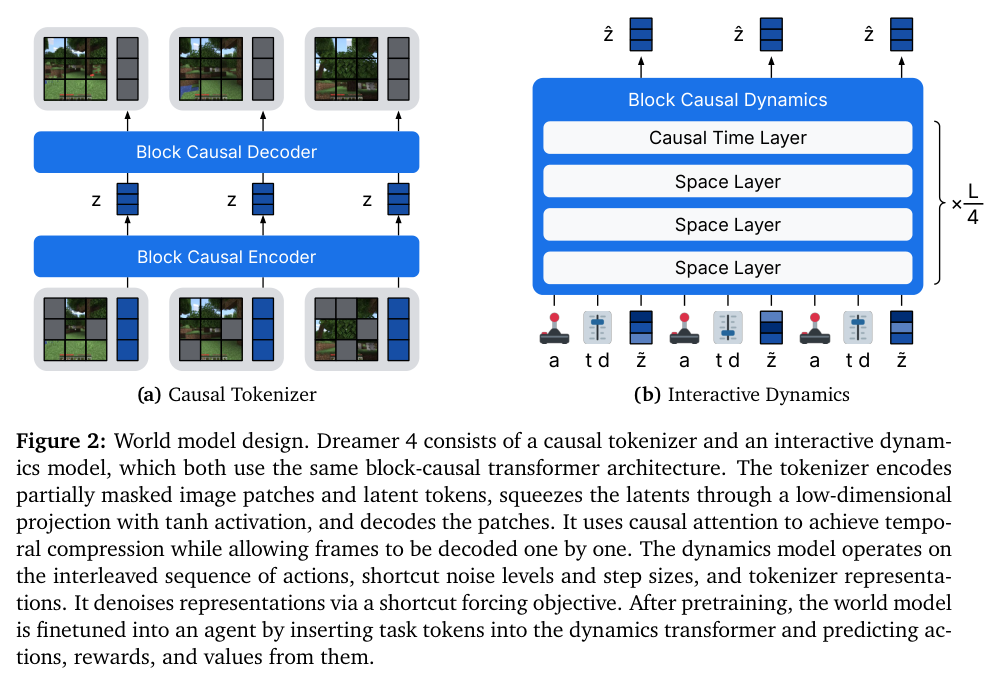 Block Causal Decoder
z z z
Block Causal Encoder
(a) Causal Tokenizer
ẑ ẑ ẑ
Block Causal Dynamics
Causal Time Layer
Space Layer
Space Layer
Space Layer
× L/4
a t d z̃ a t d z̃ a t d z̃
(b) Interactive Dynamics
Figure 2: World model design. Dreamer 4 consists of a causal tokenizer and an interactive dynam-
ics model, which both use the same block-causal transformer architecture. The tokenizer encodes
partially masked image patches and latent tokens, squeezes the latents through a low-dimensional
projection with tanh activation, and decodes the patches. It uses causal attention to achieve tempo-
ral compression while allowing frames to be decoded one by one. The dynamics model operates on
the interleaved sequence of actions, shortcut noise levels and step sizes, and tokenizer representa-
tions. It denoises representations via a shortcut forcing objective. After pretraining, the world model
is finetuned into an agent by inserting task tokens into the dynamics transformer and predicting ac-
tions, rewards, and values from them.